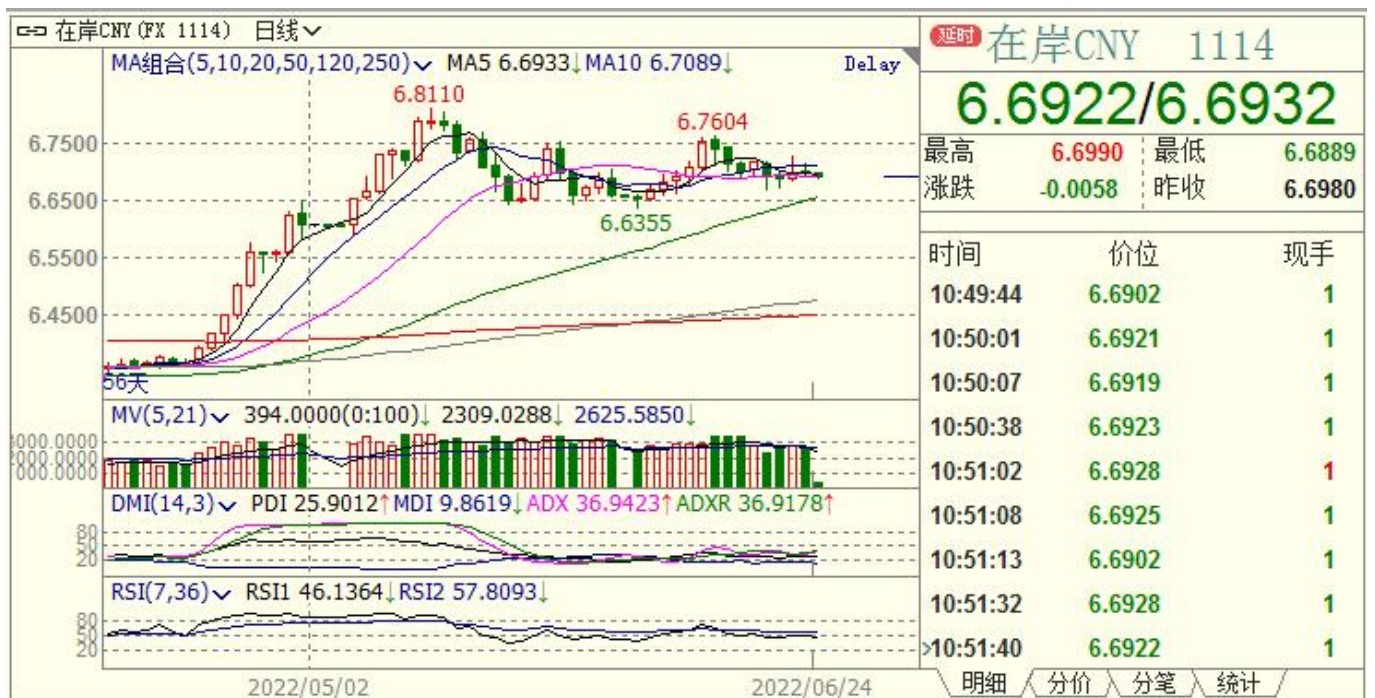 在岸CNY(FX 1114) 日线
MA组合(5,10,20,50,120,250) MA5 6.6933↓MA10 6.7089↓ Delay
6.8110
6.7604
6.7500
6.6500
6.6355
6.5500
6.4500
56天
MV(5,21) 394.0000(0:100)↓ 2309.0288↓ 2625.5850↓
000.0000
DMI(14,3) PDI 25.9012↑MDI 9.8619↓ADX 36.9423↑ADXR 36.9178↑
80
20
RSI(7,36) RSI1 46.1364↓RSI2 57.8093↓
80
50
20
2022/05/02 2022/06/24
延时 在岸CNY 1114
6.6922/6.6932
最高 6.6990 最低 6.6889
涨跌 -0.0058 昨收 6.6980
时间 价位 现手
10:49:44 6.6902 1
10:50:01 6.6921 1
10:50:07 6.6919 1
10:50:38 6.6923 1
10:51:02 6.6928 1
10:51:08 6.6925 1
10:51:13 6.6902 1
10:51:32 6.6928 1
>10:51:40 6.6922 1
明细 分价 分笔 统计